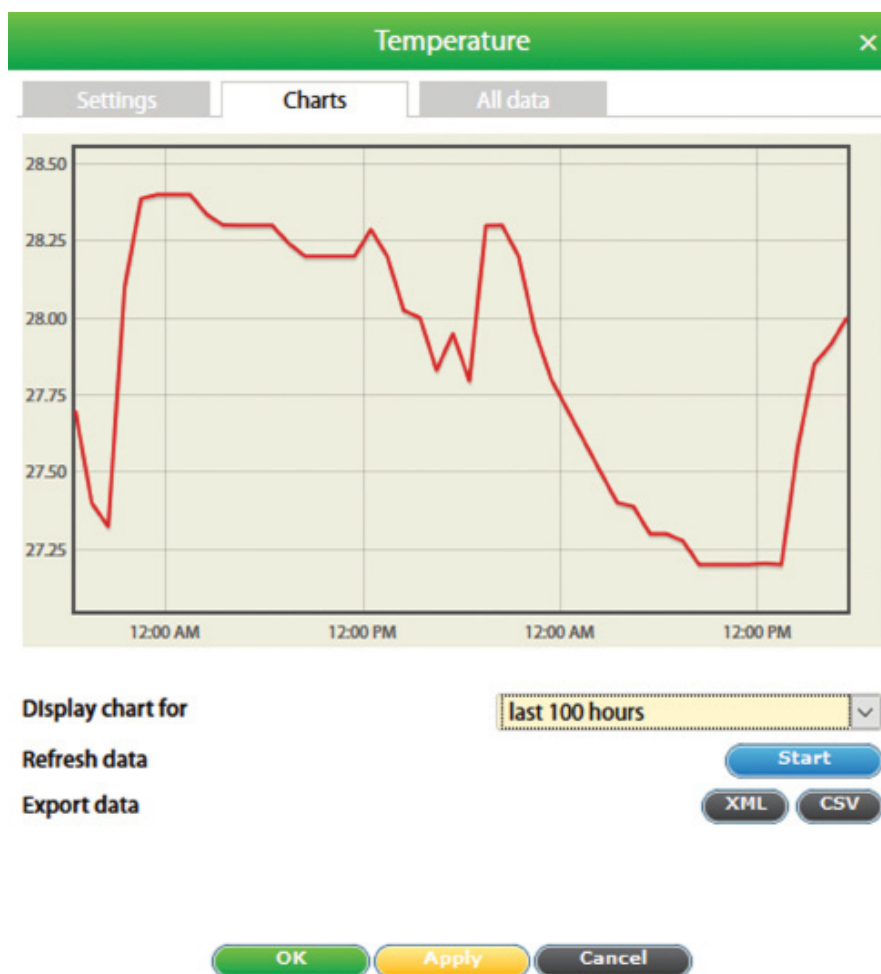 Temperature ×
Settings Charts All data
28.50
28.25
28.00
27.75
27.50
27.25
12:00 AM 12:00 PM 12:00 AM 12:00 PM
DIsplay chart for last 100 hours
Refresh data Start
Export data XML CSV
OK Apply Cancel